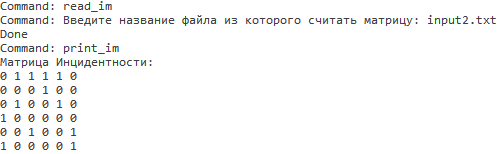 Command: read_im
Command: Введите название файла из которого считать матрицу: input2.txt
Done
Command: print_im
Матрица Инцидентности:
0 1 1 1 1 0
0 0 0 1 0 0
0 1 0 0 1 0
1 0 0 0 0 0
0 0 1 0 0 1
1 0 0 0 0 1